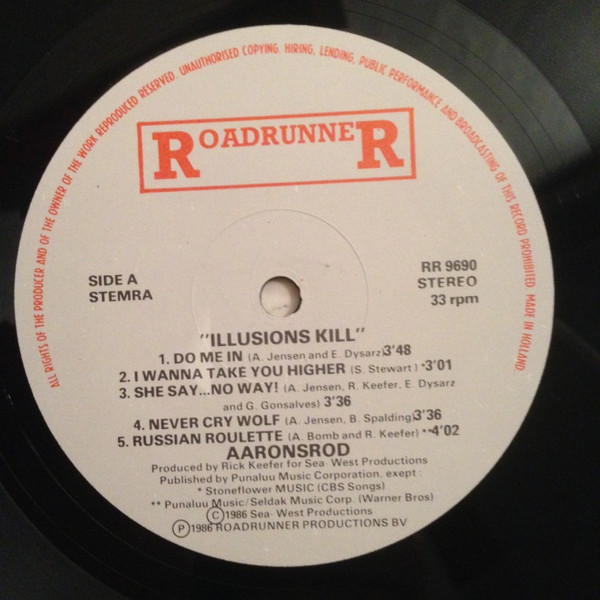 ALL RIGHTS OF THE PRODUCER AND OF THE OWNER OF THE WORK REPRODUCED RESERVED. UNAUTHORISED COPYING, HIRING, LENDING, PUBLIC PERFORMANCE AND BROADCASTING OF THIS RECORD PROHIBITED. MADE IN HOLLAND
ROADRUNNER
SIDE A
STEMRA
RR 9690
STEREO
33 rpm
"ILLUSIONS KILL"
1. DO ME IN (A. Jensen and E. Dysarz)3'48
2. I WANNA TAKE YOU HIGHER (S. Stewart) *3'01
3. SHE SAY...NO WAY! (A. Jensen, R. Keefer, E. Dysarz
and G. Gonsalves) 3'36
4. NEVER CRY WOLF (A. Jensen, B. Spalding)3'36
5. RUSSIAN ROULETTE (A. Bomb and R. Keefer) **4'02
AARONSROD
Produced by Rick Keefer for Sea-West Productions
Published by Punaluu Music Corporation, exept :
* Stoneflower MUSIC (CBS Songs)
** Punaluu Music/Seldak Music Corp. (Warner Bros)
©1986 Sea-West Productions
℗1986 ROADRUNNER PRODUCTIONS BV